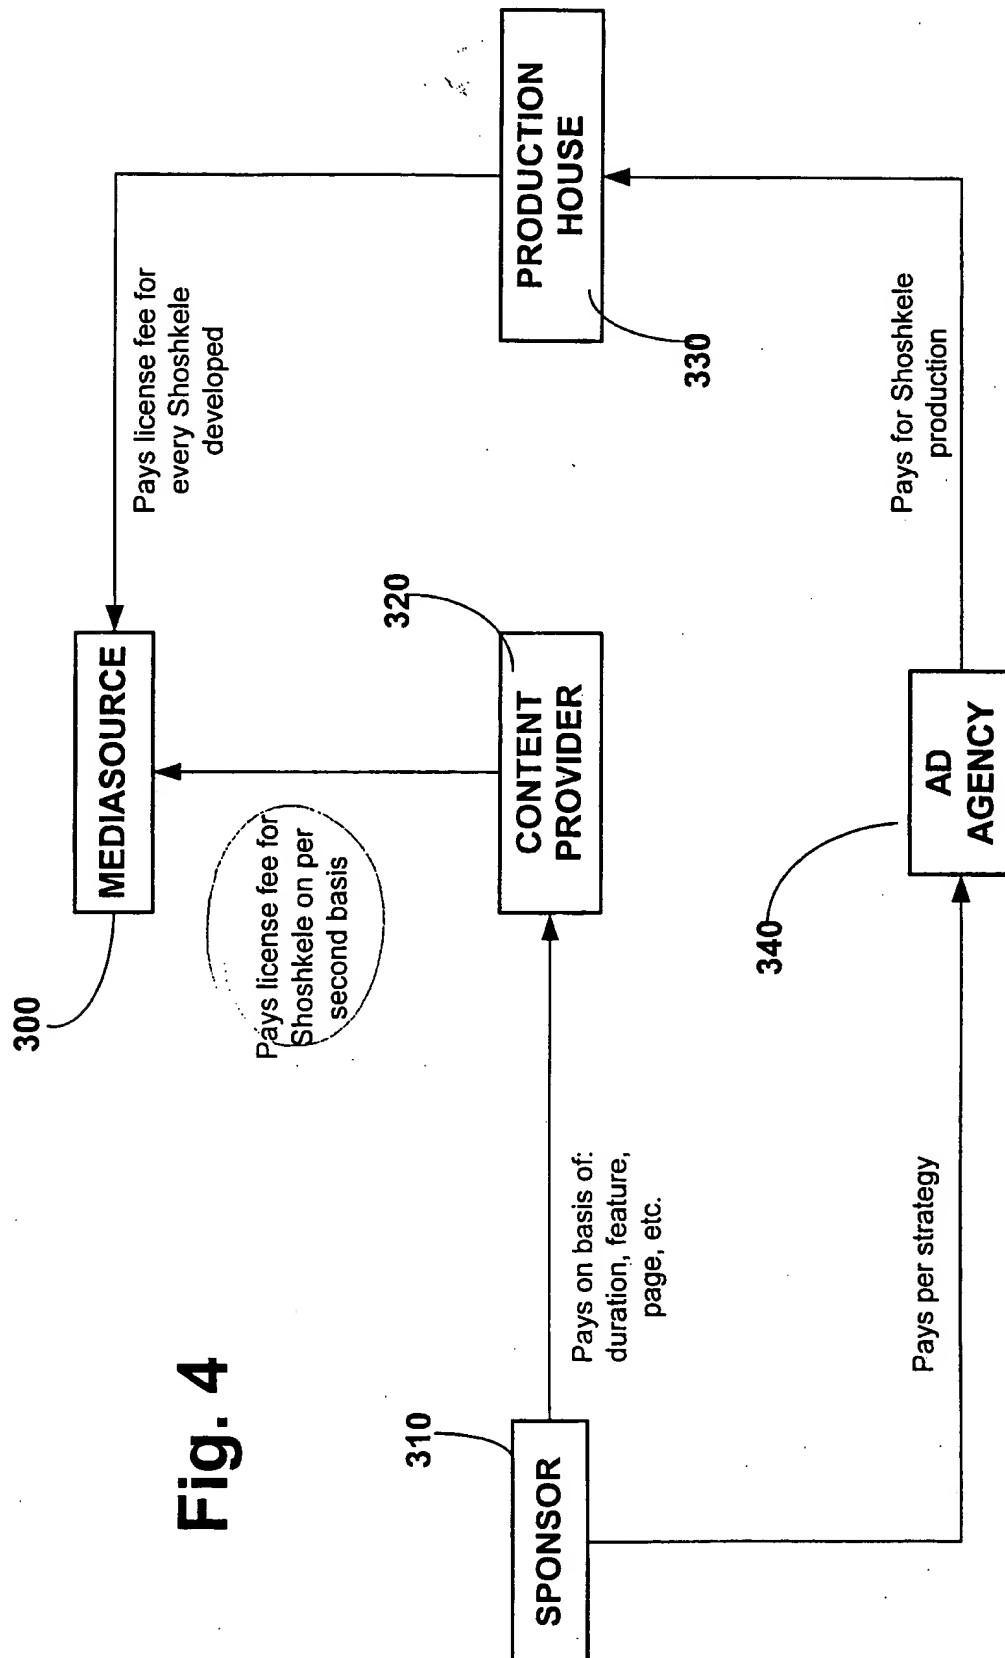 Fig. 4
300
MEDIASOURCE
Pays license fee for
every Shoshkele
developed
Pays license fee for
Shoshkele on per
second basis
310
SPONSOR
Pays on basis of:
duration, feature,
page, etc.
320
CONTENT
PROVIDER
PRODUCTION
HOUSE
330
Pays per strategy
340
AD
AGENCY
Pays for Shoshkele
production